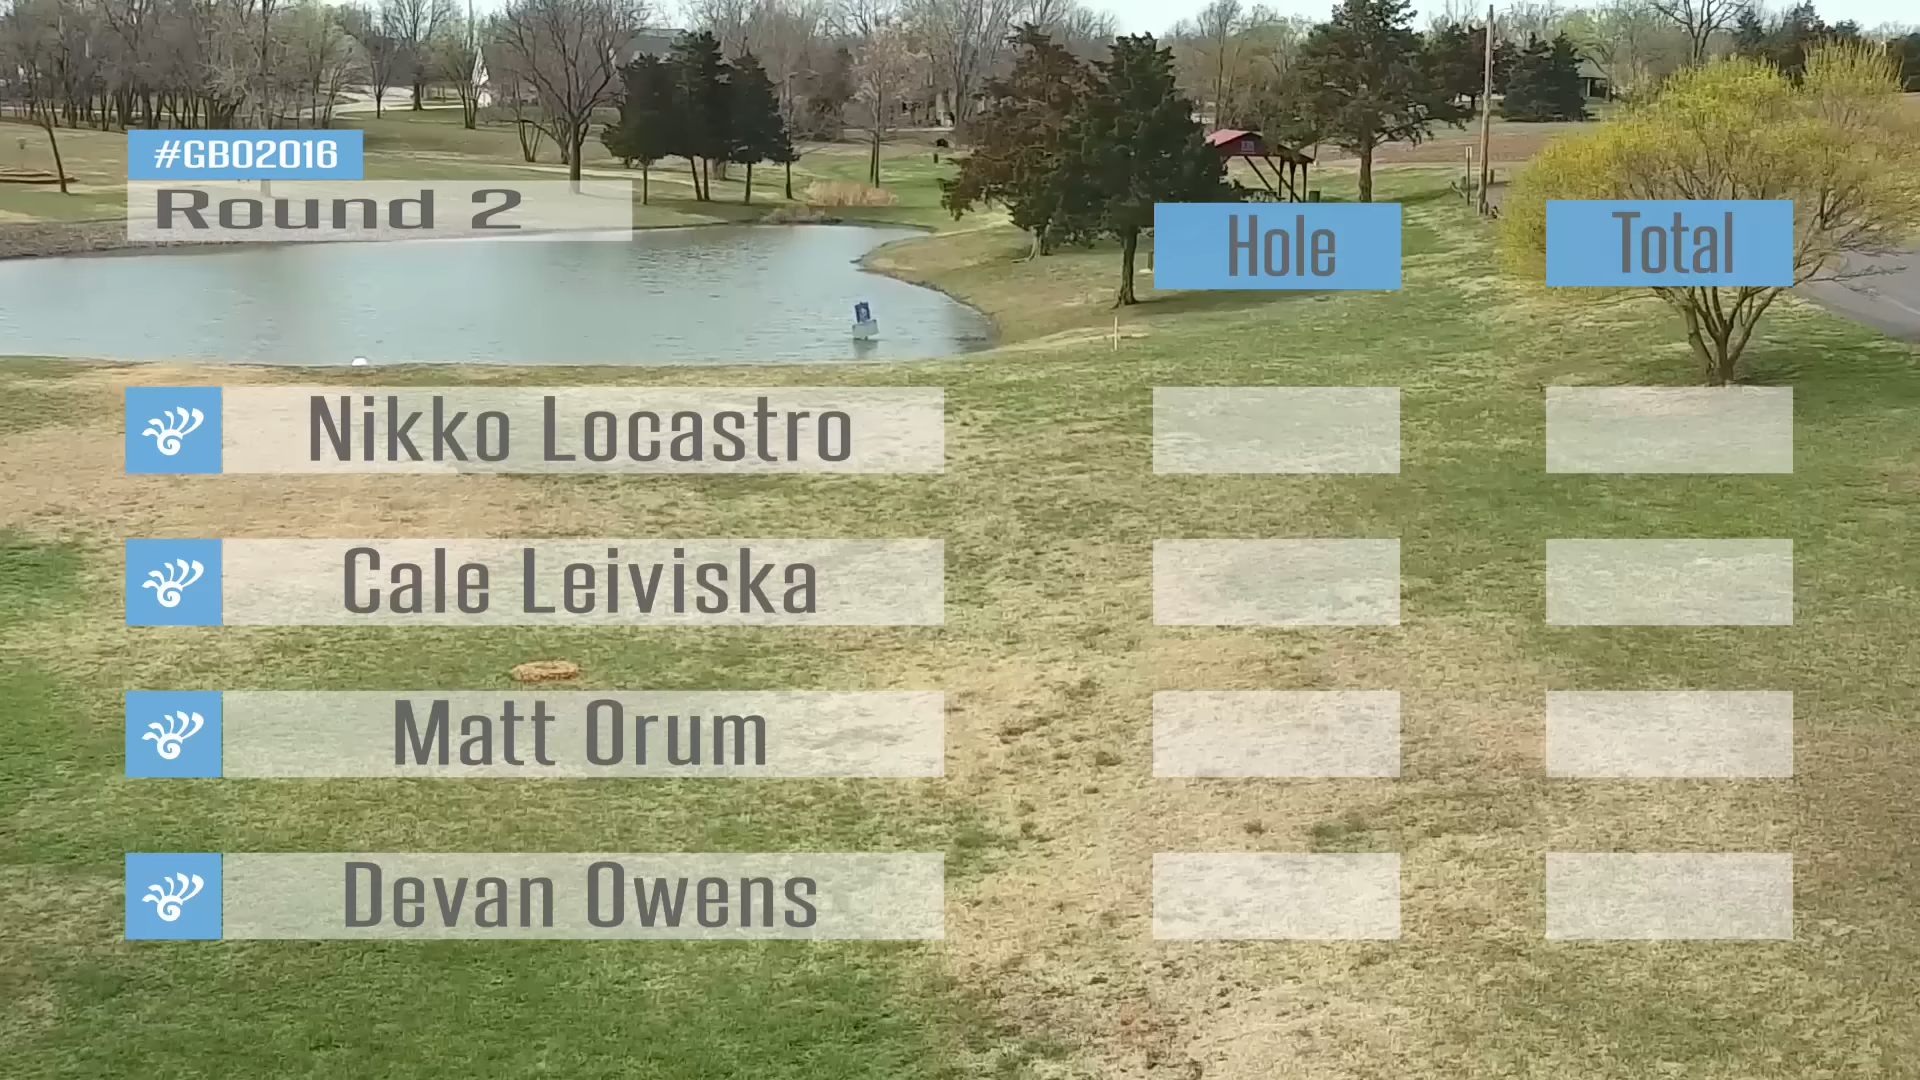 #GBO2016
Round 2
Hole
Total
Nikko Locastro
Cale Leiviska
Matt Orum
Devan Owens